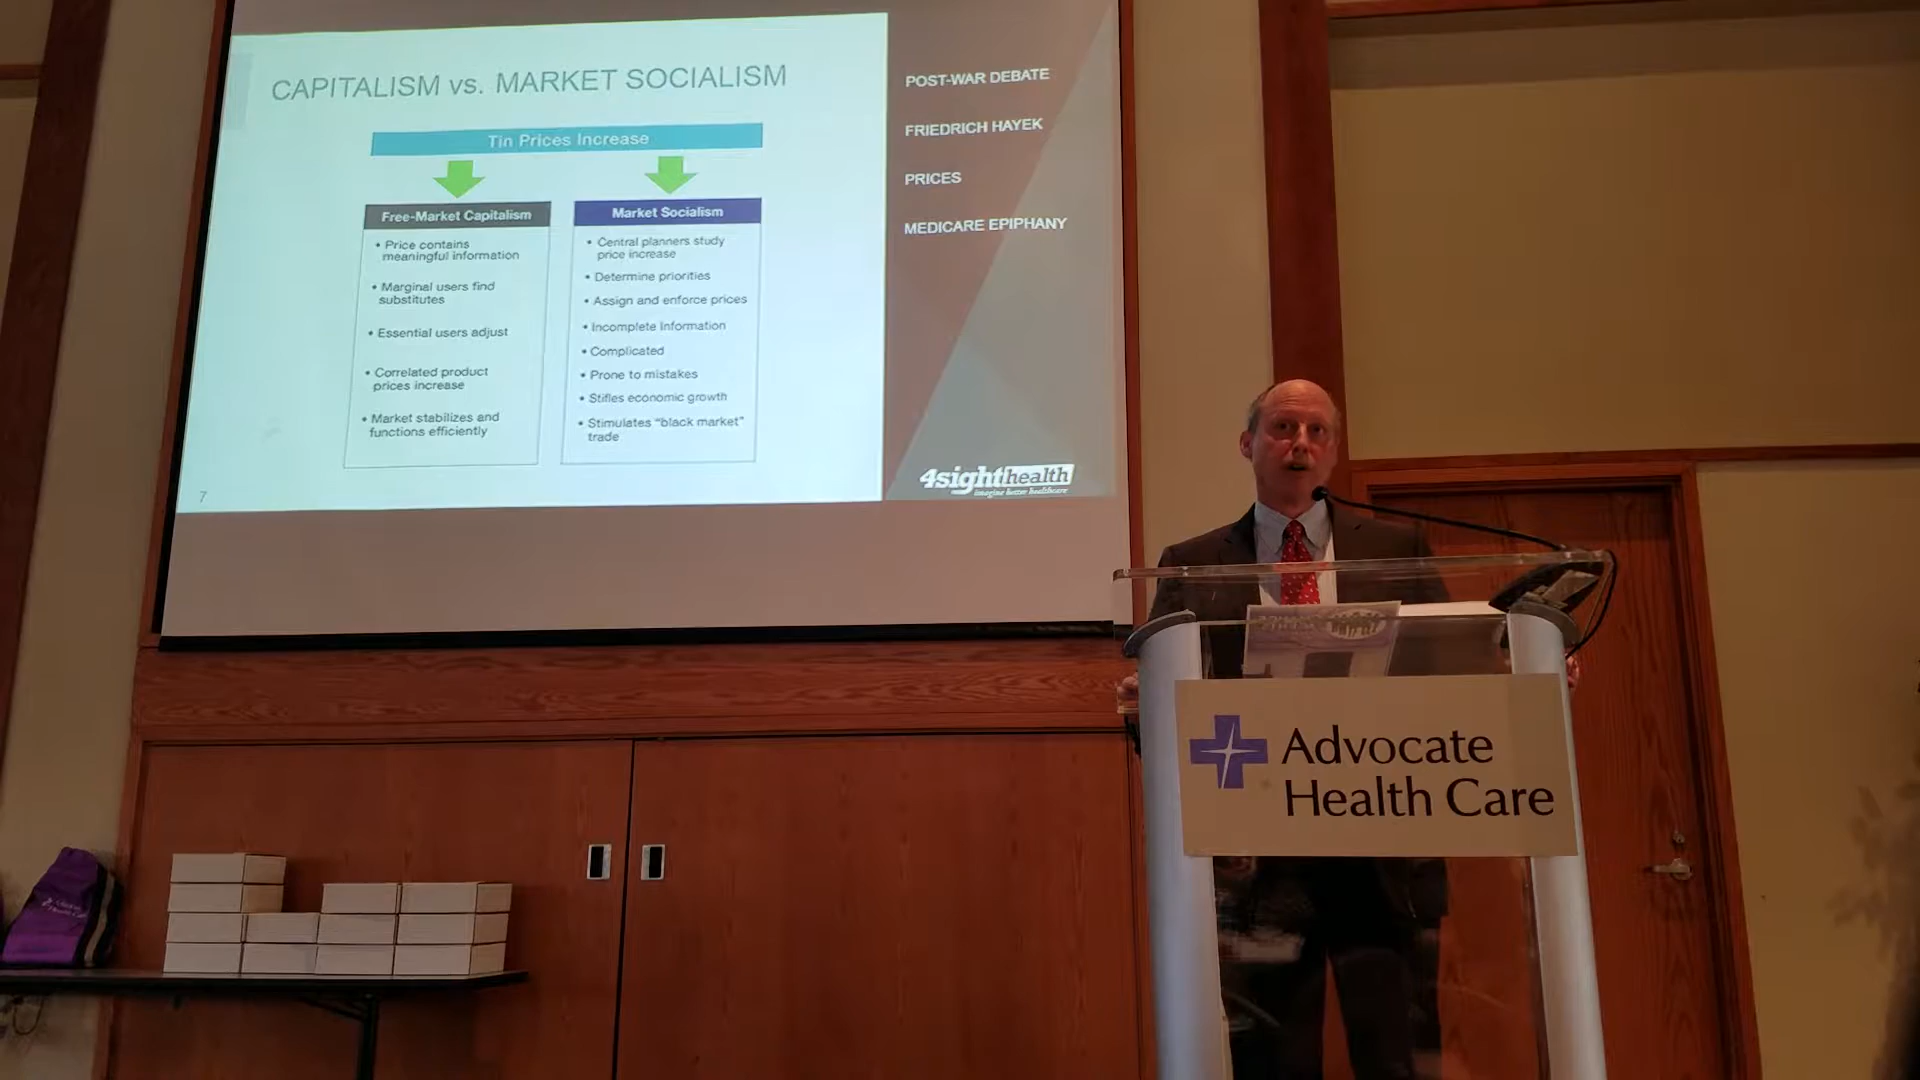 CAPITALISM vs. MARKET SOCIALISM
Tin Prices Increase
Free-Market Capitalism
• Price contains
meaningful information
• Marginal users find
substitutes
• Essential users adjust
• Correlated product
prices increase
• Market stabilizes and
functions efficiently
Market Socialism
• Central planners study
price increase
• Determine priorities
• Assign and enforce prices
• Incomplete Information
• Complicated
• Prone to mistakes
• Stifles economic growth
• Stimulates "black market"
trade
7
POST-WAR DEBATE
FRIEDRICH HAYEK
PRICES
MEDICARE EPIPHANY
4sighthealth
imagine better healthcare
Advocate
Health Care